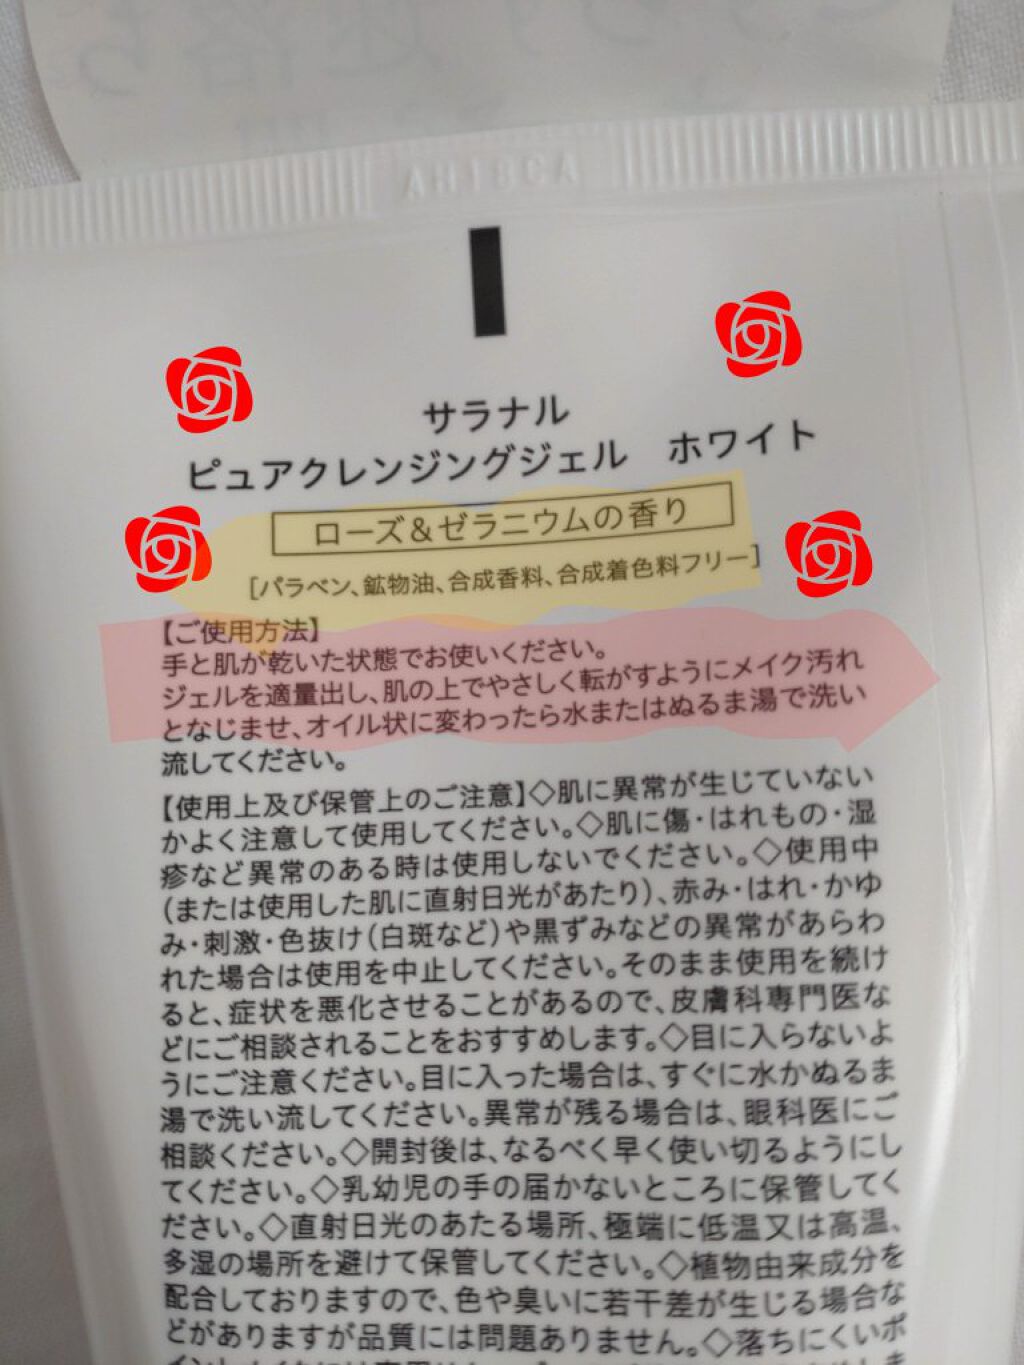 AH18CA
サラナル
ピュアクレンジングジェル ホワイト
ローズ&ゼラニウムの香り
[パラベン、鉱物油、合成香料、合成着色料フリー]
【ご使用方法】
手と肌が乾いた状態でお使いください。
ジェルを適量出し、肌の上でやさしく転がすようにメイク汚れ
となじませ、オイル状に変わったら水またはぬるま湯で洗い
流してください。
【使用上及び保管上のご注意】◇肌に異常が生じていない
かよく注意して使用してください。◇肌に傷・はれもの・湿
疹など異常のある時は使用しないでください。◇使用中
(または使用した肌に直射日光があたり)、赤み・はれ・かゆ
み・刺激・色抜け(白斑など)や黒ずみなどの異常があらわ
れた場合は使用を中止してください。そのまま使用を続け
ると、症状を悪化させることがあるので、皮膚科専門医な
どにご相談されることをおすすめします。◇目に入らないよ
うにご注意ください。目に入った場合は、すぐに水かぬるま
湯で洗い流してください。異常が残る場合は、眼科医にご
相談ください。◇開封後は、なるべく早く使い切るようにし
てください。◇乳幼児の手の届かないところに保管してく
ださい。◇直射日光のあたる場所、極端に低温又は高温、
多湿の場所を避けて保管してください。◇植物由来成分を
配合しておりますので、色や臭いに若干差が生じる場合な
どがありますが品質には問題ありません。◇落ちにくいポ